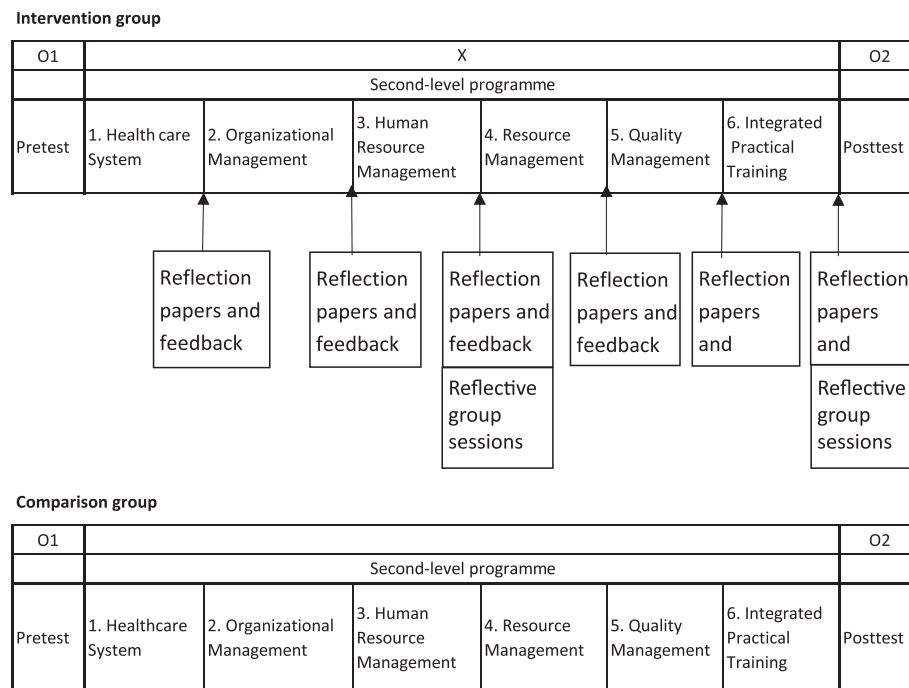 Intervention group
O1 X O2
Second-level programme
Pretest
1. Health care
System
2. Organizational
Management
3. Human
Resource
Management
4. Resource
Management
5. Quality
Management
6. Integrated
Practical
Training
Posttest
Reflection
papers and
feedback
Reflection
papers and
feedback
Reflection
papers and
feedback
Reflective
group
sessions
Reflection
papers and
feedback
Reflection
papers
and
Reflection
papers
and
Reflective
group
sessions
Comparison group
O1 O2
Second-level programme
Pretest
1. Healthcare
System
2. Organizational
Management
3. Human
Resource
Management
4. Resource
Management
5. Quality
Management
6. Integrated
Practical
Training
Posttest